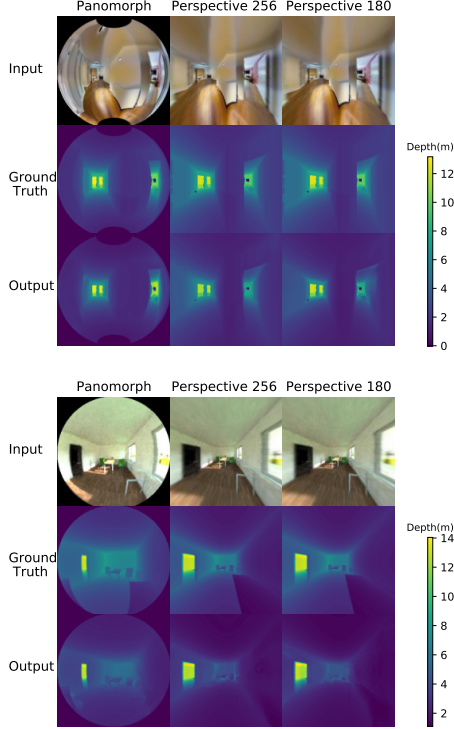 Panomorph Perspective 256 Perspective 180
Input
Ground
Truth
Output
Depth(m)
12
10
8
6
4
2
0
Panomorph Perspective 256 Perspective 180
Input
Ground
Truth
Output
Depth(m)
14
12
10
8
6
4
2